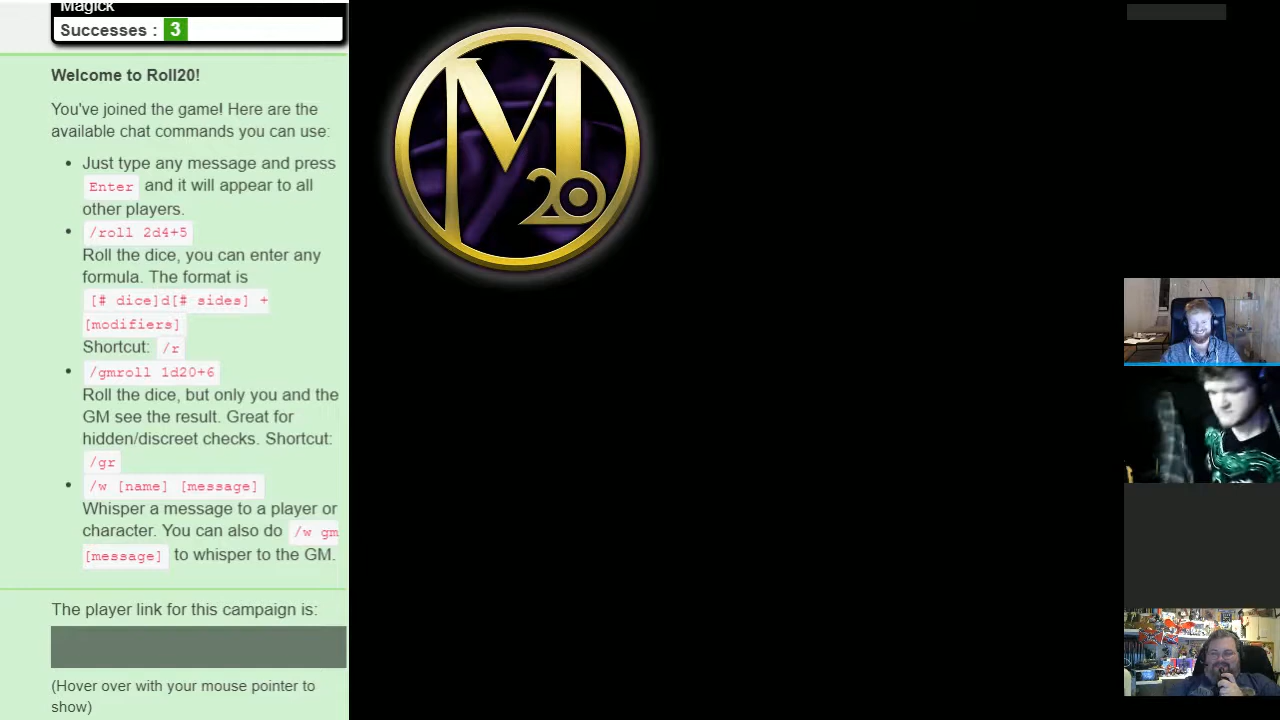 Magick
Successes : 3
Welcome to Roll20!
You've joined the game! Here are the
available chat commands you can use:
Just type any message and press
Enter and it will appear to all
other players.
/roll 2d4+5
Roll the dice, you can enter any
formula. The format is
[# dice]d[# sides] +
[modifiers]
Shortcut: /r
/gmroll 1d20+6
Roll the dice, but only you and the
GM see the result. Great for
hidden/discreet checks. Shortcut:
/gr
/w [name] [message]
Whisper a message to a player or
character. You can also do /w gm
[message] to whisper to the GM.
The player link for this campaign is:
(Hover over with your mouse pointer to
show)
M
20